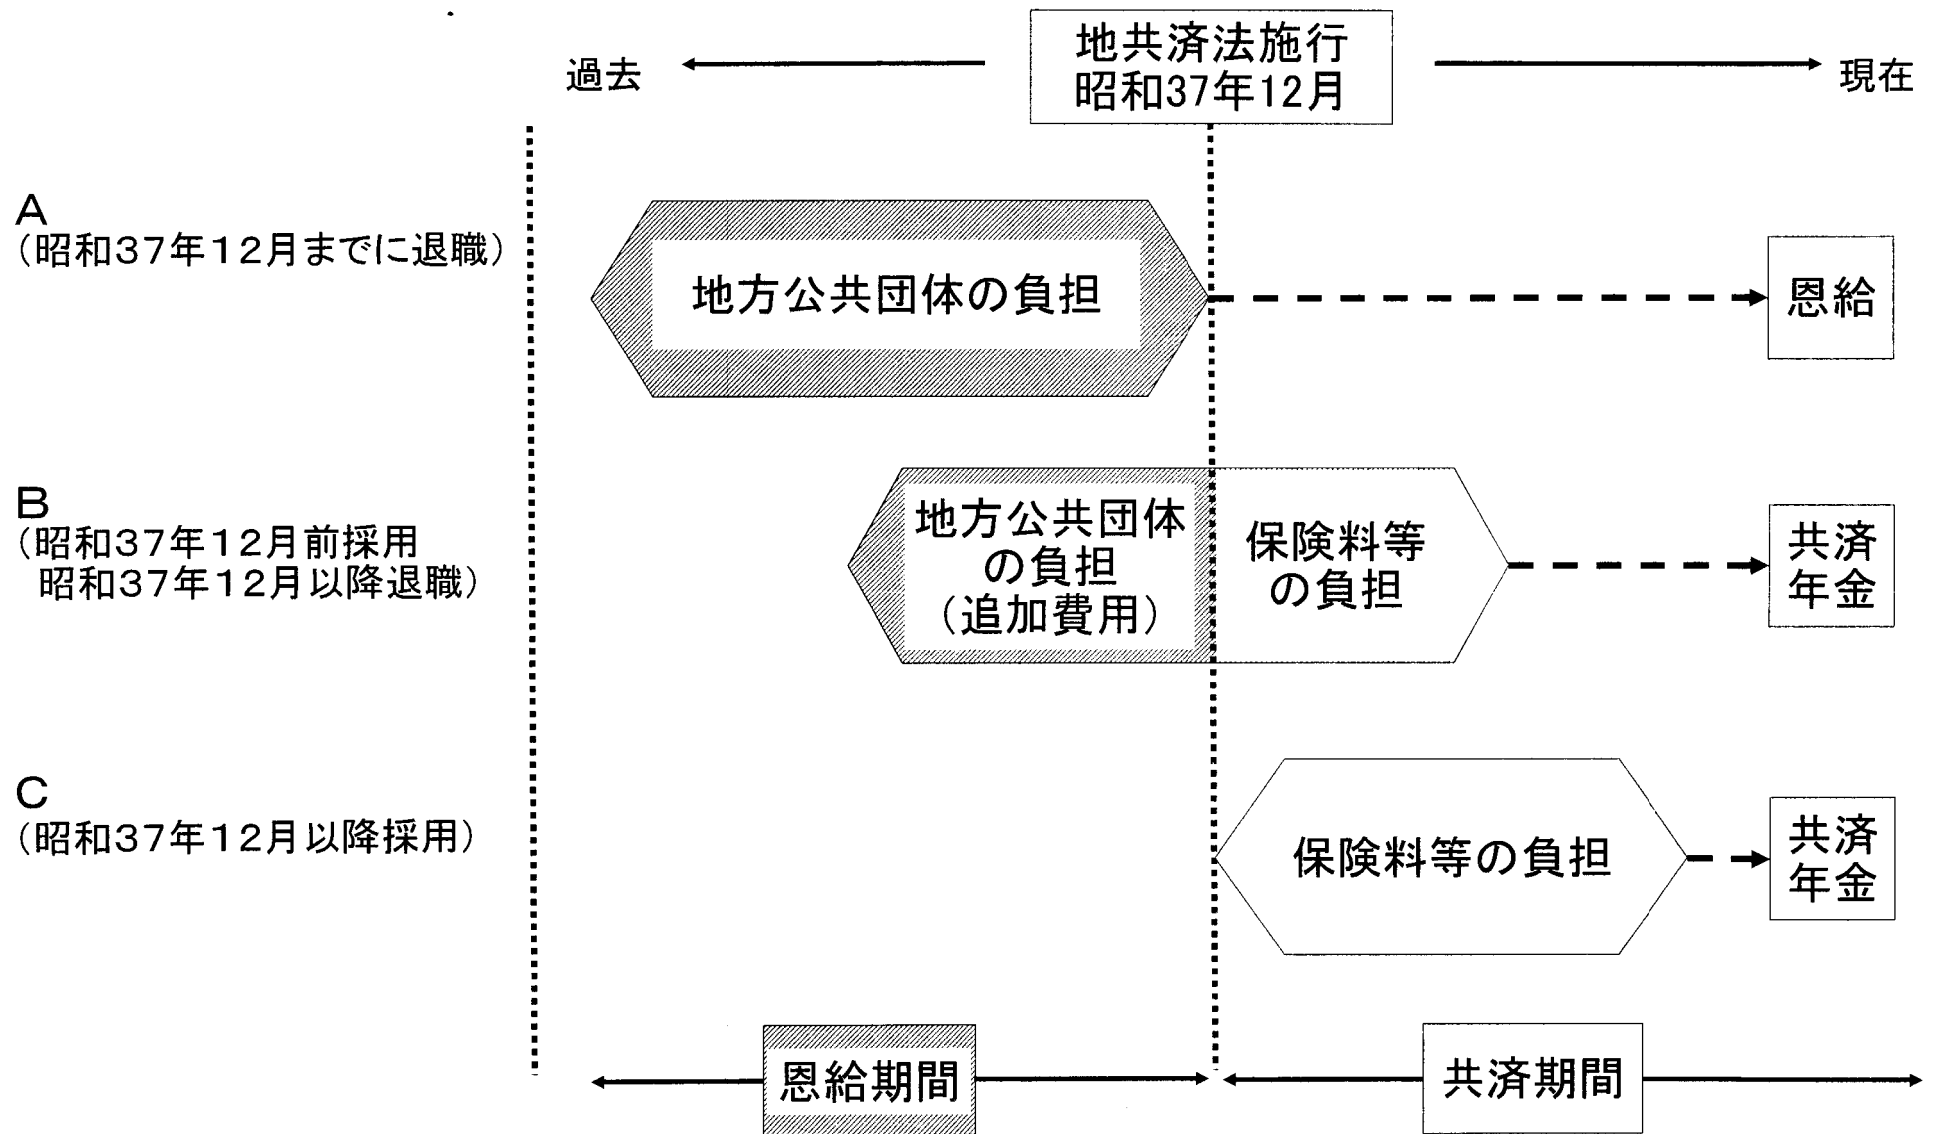 地共済法施行
昭和37年12月
過去
現在
A
（昭和３７年１２月までに退職）
地方公共団体の負担
恩給
B
（昭和３７年１２月前採用
昭和３７年１２月以降退職）
地方公共団体
の負担
（追加費用）
保険料等
の負担
共済
年金
C
（昭和３７年１２月以降採用）
保険料等の負担
共済
年金
恩給期間
共済期間